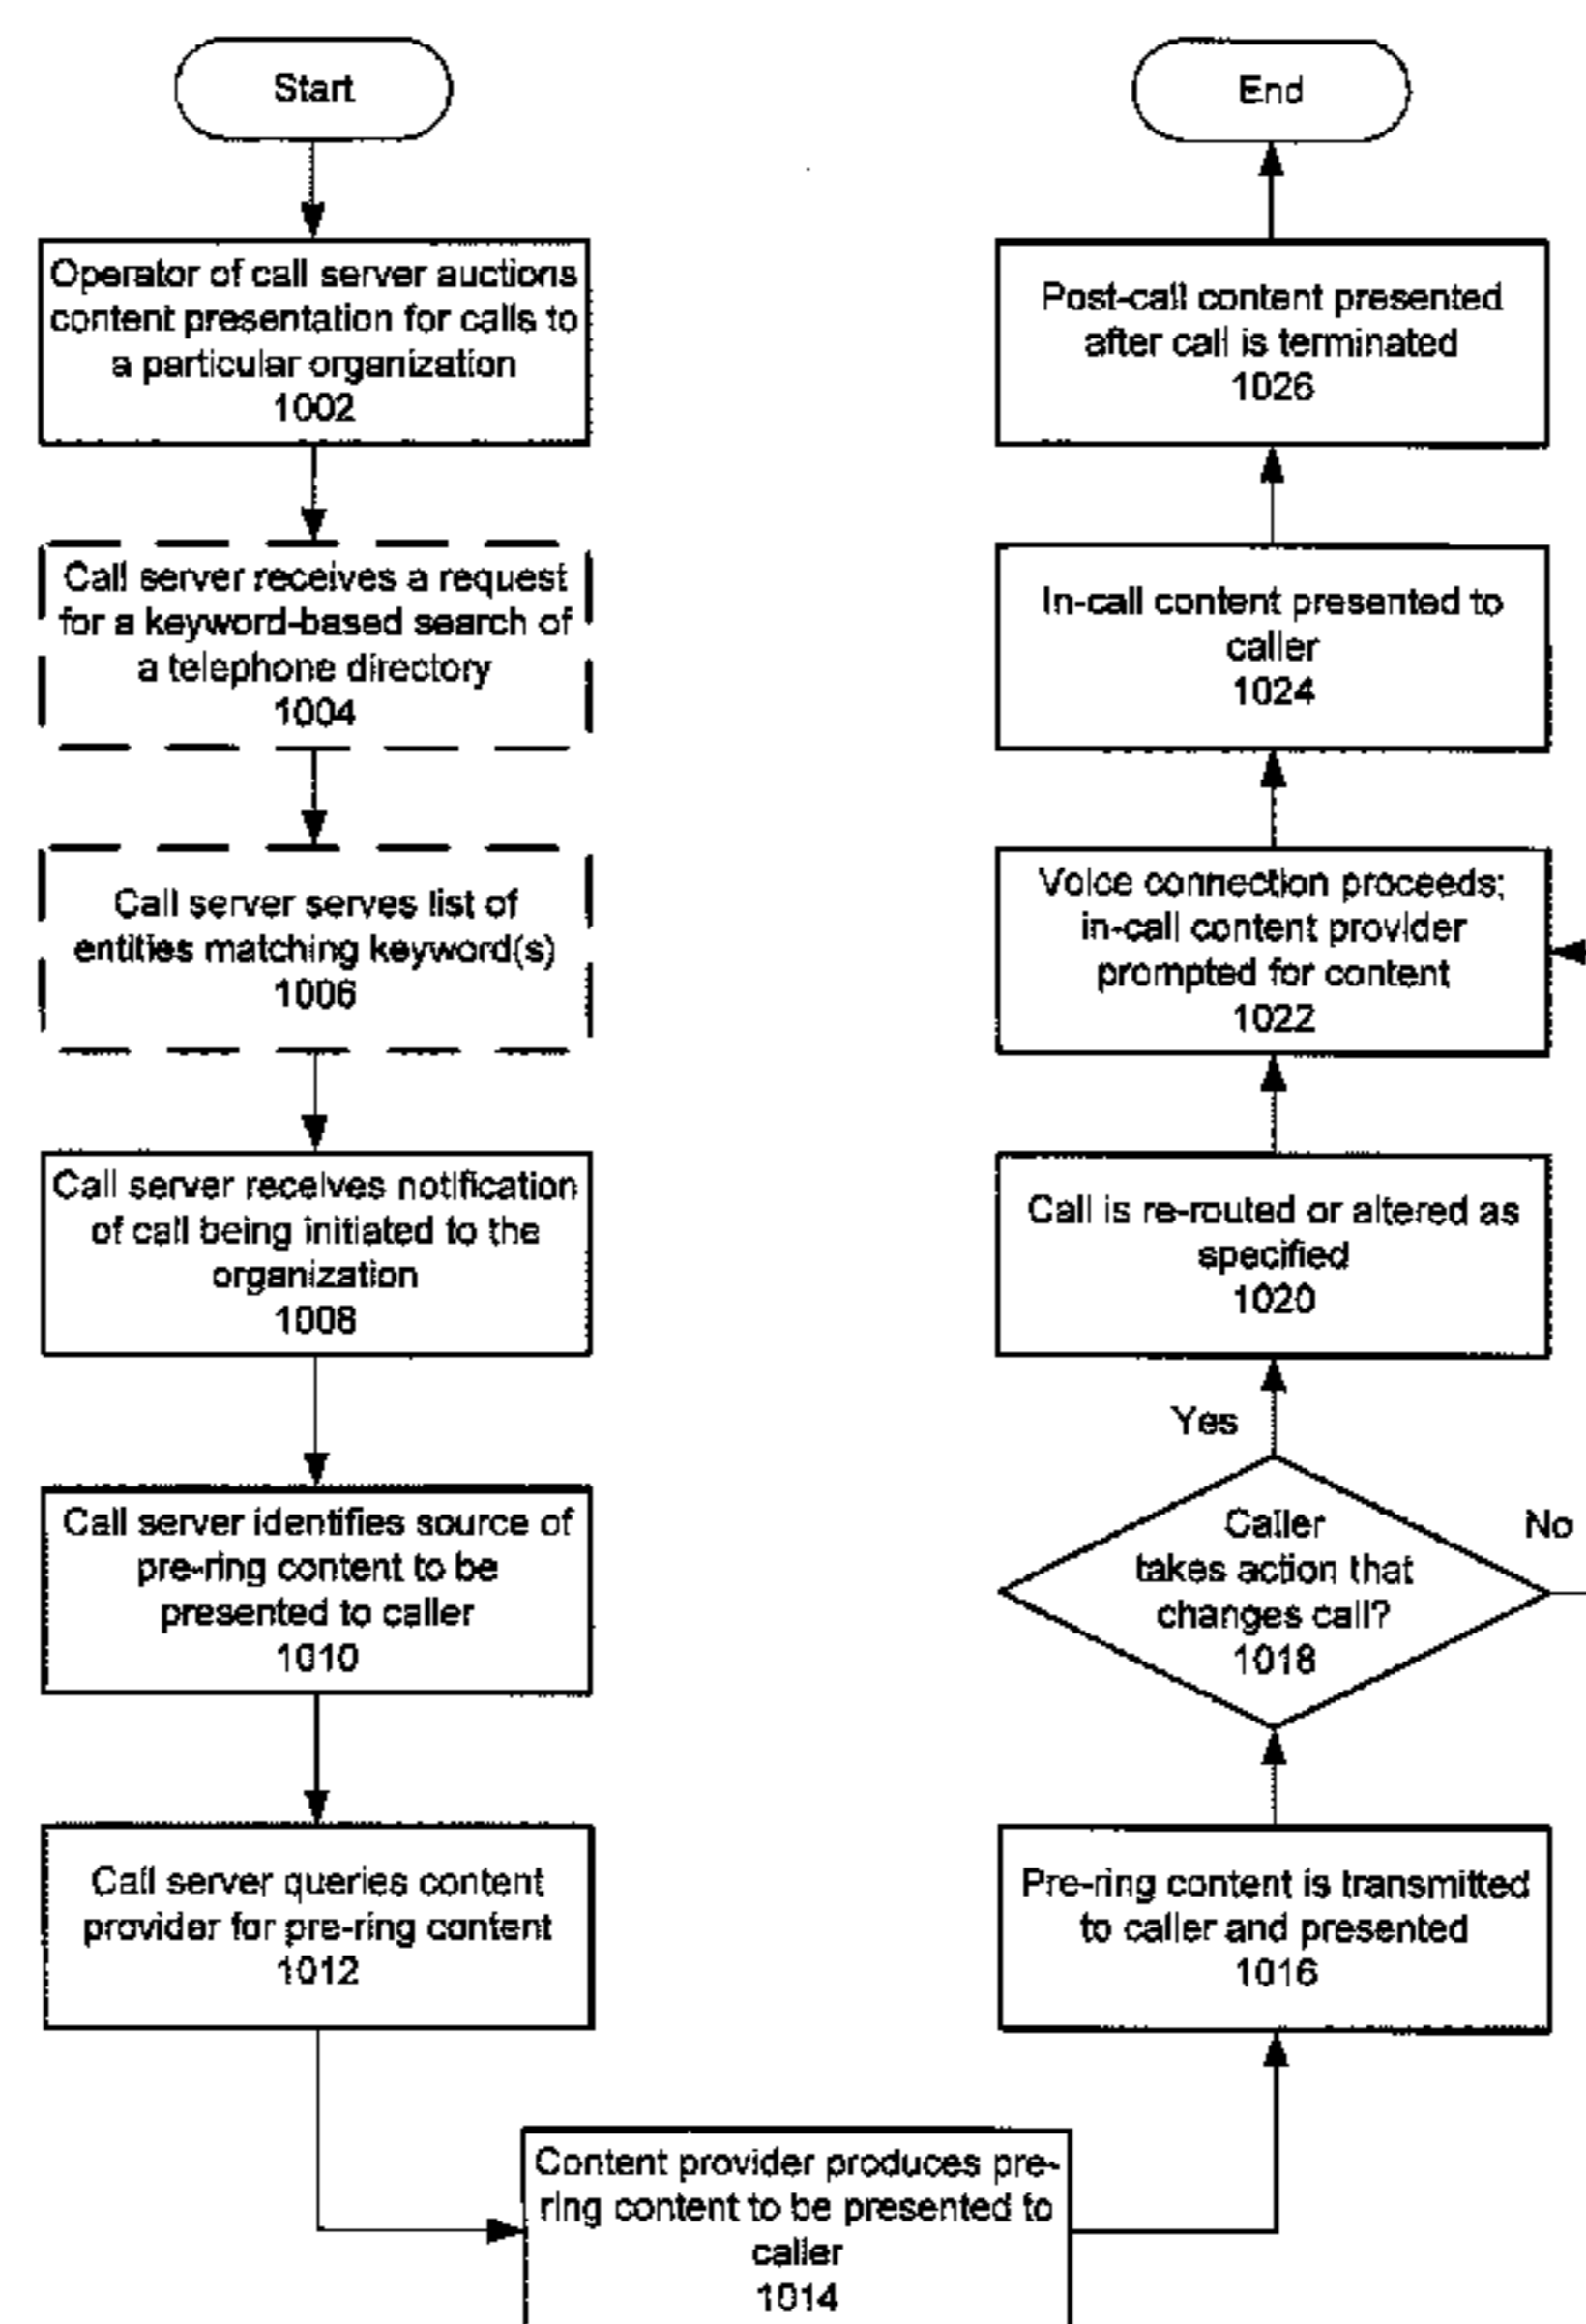 Start
Operator of call server auctions
content presentation for calls to
a particular organization
1002
Call server receives a request
for a keyword-based search of
a telephone directory
1004
Call server serves list of
entities matching keyword(s)
1006
Call server receives notification
of call being initiated to the
organization
1008
Call server identifies source of
pre-ring content to be
presented to caller
1010
Call server queries content
provider for pre-ring content
1012
Content provider produces pre-
ring content to be presented to
caller
1014
Pre-ring content is transmitted
to caller and presented
1016
Caller
takes action that
changes call?
1018
Yes
No
Call is re-routed or altered as
specified
1020
Voice connection proceeds;
in-call content provider
prompted for content
1022
In-call content presented to
caller
1024
Post-call content presented
after call is terminated
1026
End